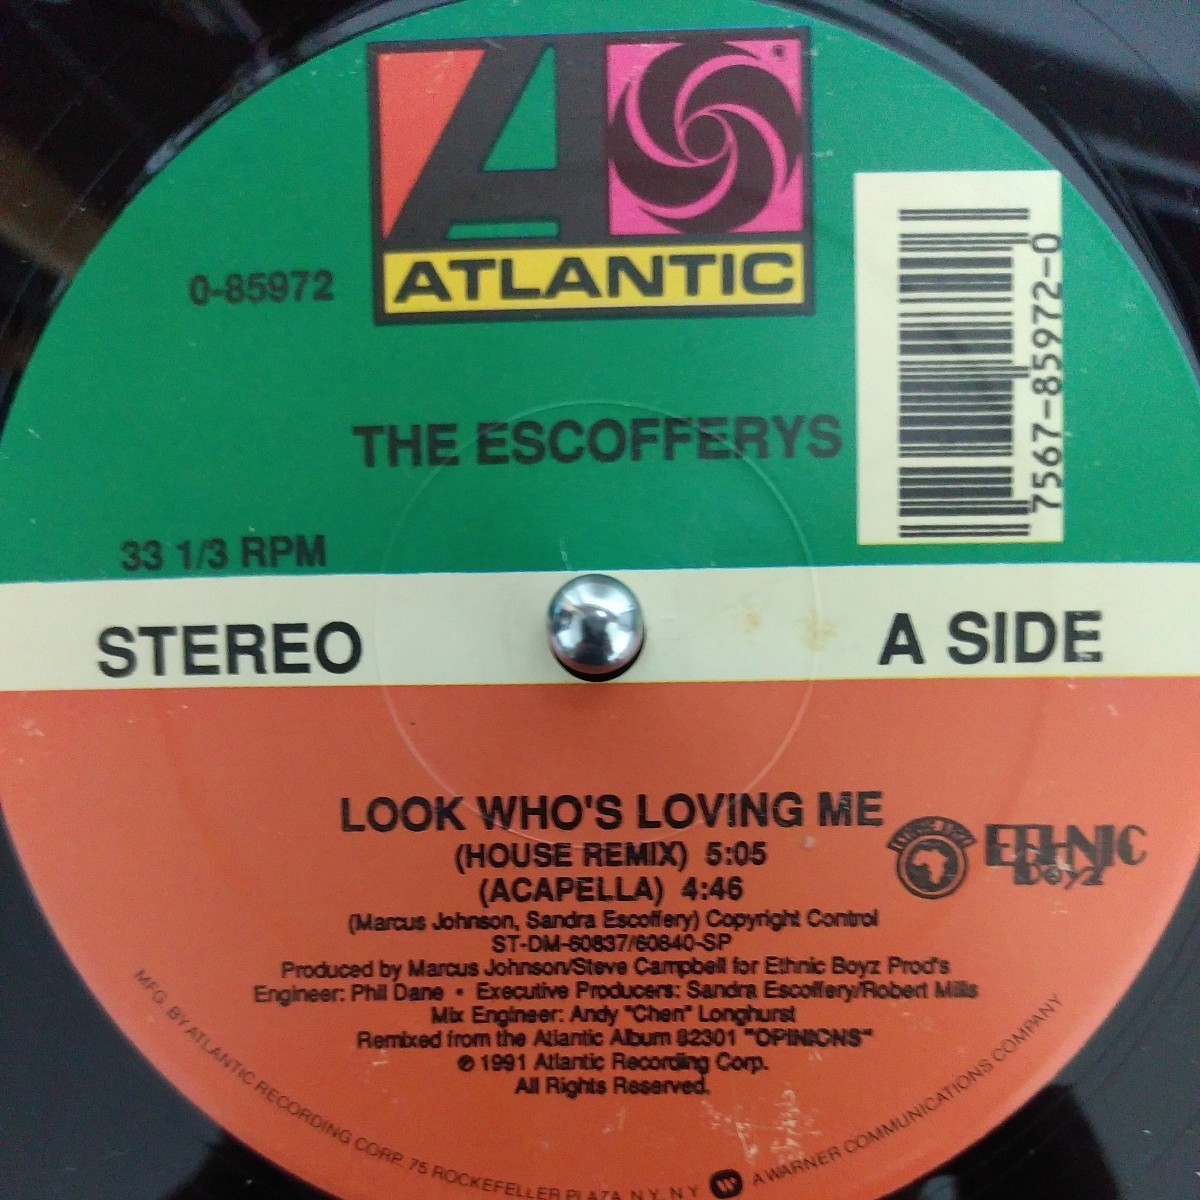 ATLANTIC
®
0-85972
7567-85972-0
THE ESCOFFERYS
33 1/3 RPM
STEREO
A SIDE
LOOK WHO'S LOVING ME
(HOUSE REMIX) 5:05
(ACAPELLA) 4:46
ETHNIC
BOYZ
(Marcus Johnson, Sandra Escoffery) Copyright Control
ST-DM-60837/60840-SP
Produced by Marcus Johnson/Steve Campbell for Ethnic Boyz Prod's
Engineer: Phil Dane • Executive Producers: Sandra Escoffery/Robert Mills
Mix Engineer: Andy "Chen" Longhurst
Remixed from the Atlantic Album 82301 "OPINIONS"
℗ 1991 Atlantic Recording Corp.
All Rights Reserved.
MFG. BY ATLANTIC RECORDING CORP. 75 ROCKEFELLER PLAZA, N.Y. N.Y. A WARNER COMMUNICATIONS COMPANY